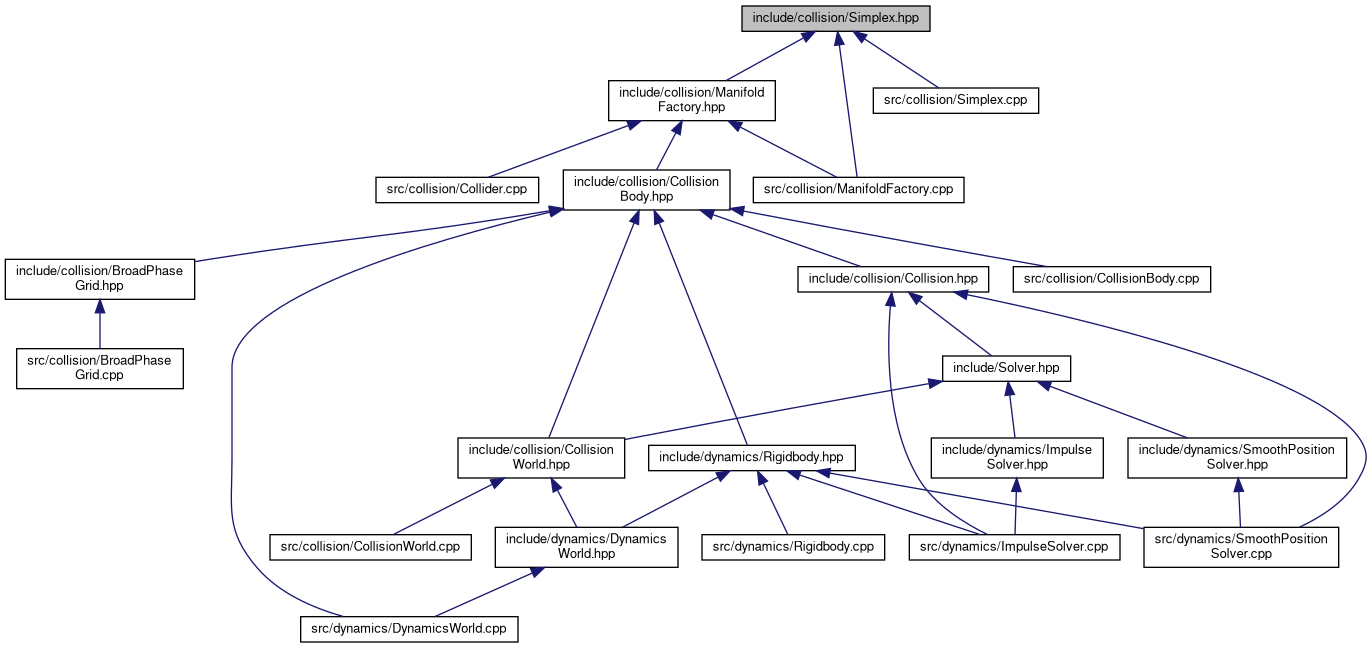 include/collision/Simplex.hpp
include/collision/Manifold
Factory.hpp
src/collision/Simplex.cpp
src/collision/Collider.cpp
include/collision/Collision
Body.hpp
src/collision/ManifoldFactory.cpp
include/collision/BroadPhase
Grid.hpp
include/collision/Collision.hpp
src/collision/CollisionBody.cpp
src/collision/BroadPhase
Grid.cpp
include/Solver.hpp
include/collision/Collision
World.hpp
include/dynamics/Rigidbody.hpp
include/dynamics/Impulse
Solver.hpp
include/dynamics/SmoothPosition
Solver.hpp
src/collision/CollisionWorld.cpp
include/dynamics/Dynamics
World.hpp
src/dynamics/Rigidbody.cpp
src/dynamics/ImpulseSolver.cpp
src/dynamics/SmoothPosition
Solver.cpp
src/dynamics/DynamicsWorld.cpp